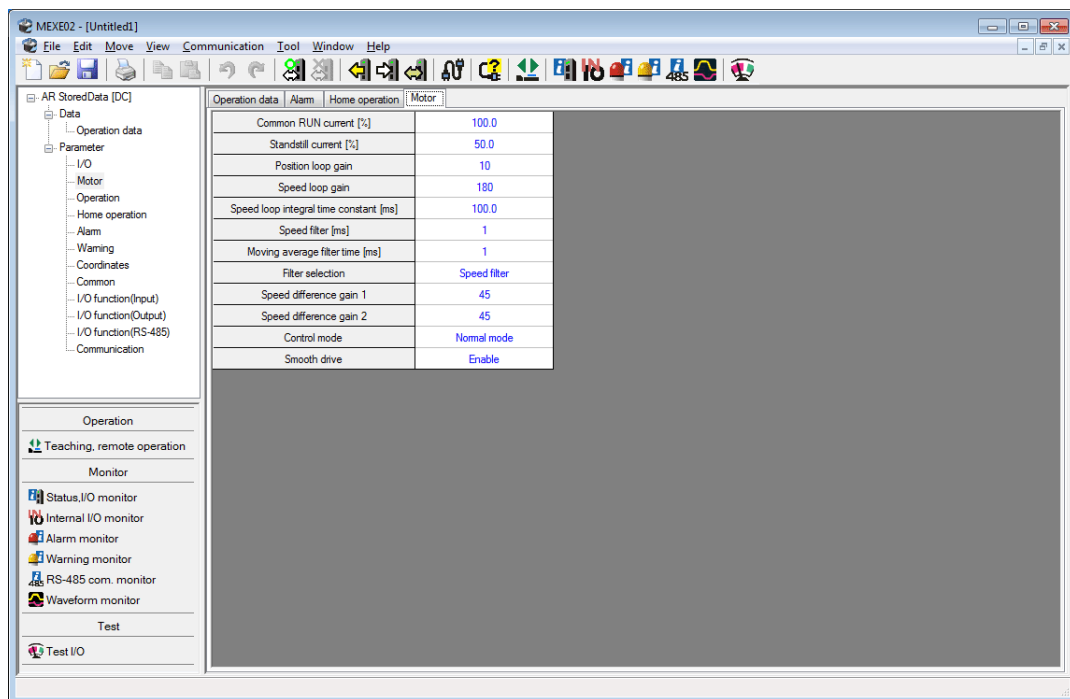 MEXE02 - [Untitled1]
File Edit Move View Communication Tool Window Help
AR StoredData [DC]
Data
Operation data
Parameter
I/O
Motor
Operation
Home operation
Alarm
Warning
Coordinates
Common
I/O function(Input)
I/O function(Output)
I/O function(RS-485)
Communication
Operation
Teaching, remote operation
Monitor
Status,I/O monitor
Internal I/O monitor
Alarm monitor
Warning monitor
RS-485 com. monitor
Waveform monitor
Test
Test I/O
Operation data Alarm Home operation Motor
Common RUN current [%] 100.0
Standstill current [%] 50.0
Position loop gain 10
Speed loop gain 180
Speed loop integral time constant [ms] 100.0
Speed filter [ms] 1
Moving average filter time [ms] 1
Filter selection Speed filter
Speed difference gain 1 45
Speed difference gain 2 45
Control mode Normal mode
Smooth drive Enable